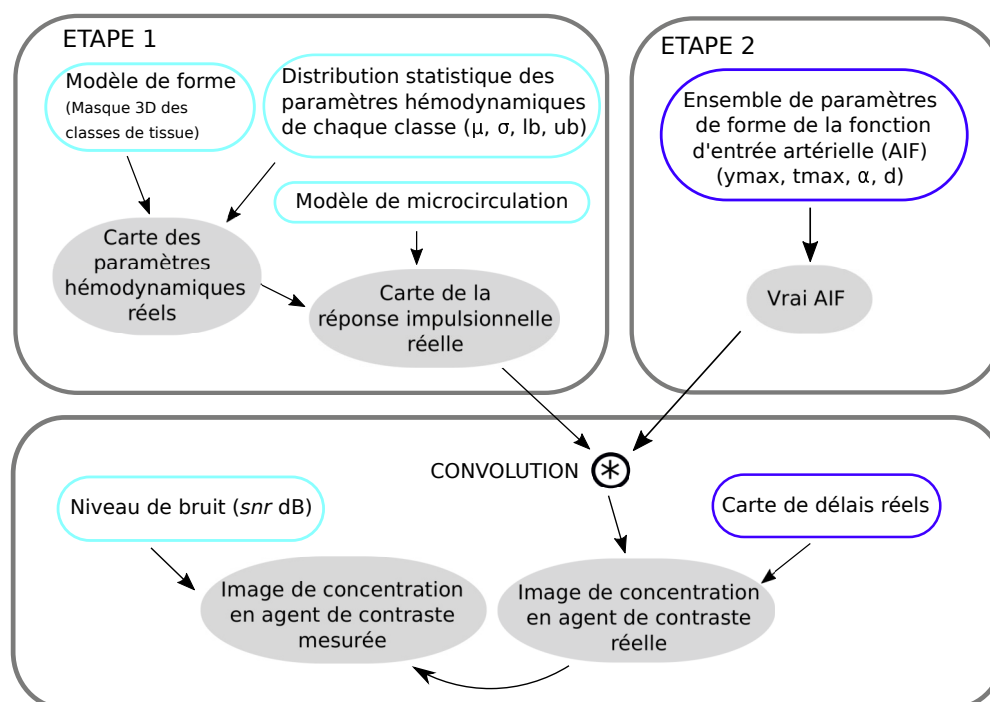 ETAPE 1
Modèle de forme
(Masque 3D des
classes de tissue)
Distribution statistique des
paramètres hémodynamiques
de chaque classe (μ, σ, lb, ub)
Modèle de microcirculation
Carte des
paramètres
hémodynamiques
réels
Carte de la
réponse impulsionnelle
réelle
ETAPE 2
Ensemble de paramètres
de forme de la fonction
d'entrée artérielle (AIF)
(ymax, tmax, α, d)
Vrai AIF
CONVOLUTION *
Niveau de bruit (snr dB)
Carte de délais réels
Image de concentration
en agent de contraste
mesurée
Image de concentration
en agent de contraste
réelle